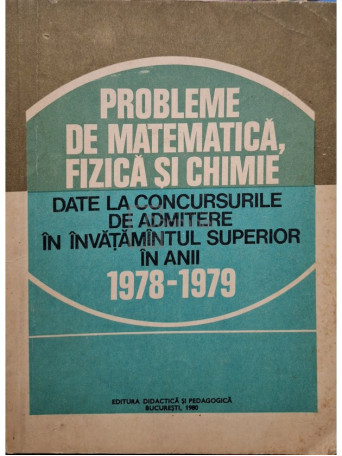 PROBLEME
DE MATEMATICĂ,
FIZICĂ ȘI CHIMIE
DATE LA CONCURSURILE
DE ADMITERE
ÎN ÎNVĂȚĂMÎNTUL SUPERIOR
ÎN ANII
1978-1979
EDITURA DIDACTICĂ ȘI PEDAGOGICĂ
BUCUREȘTI, 1980